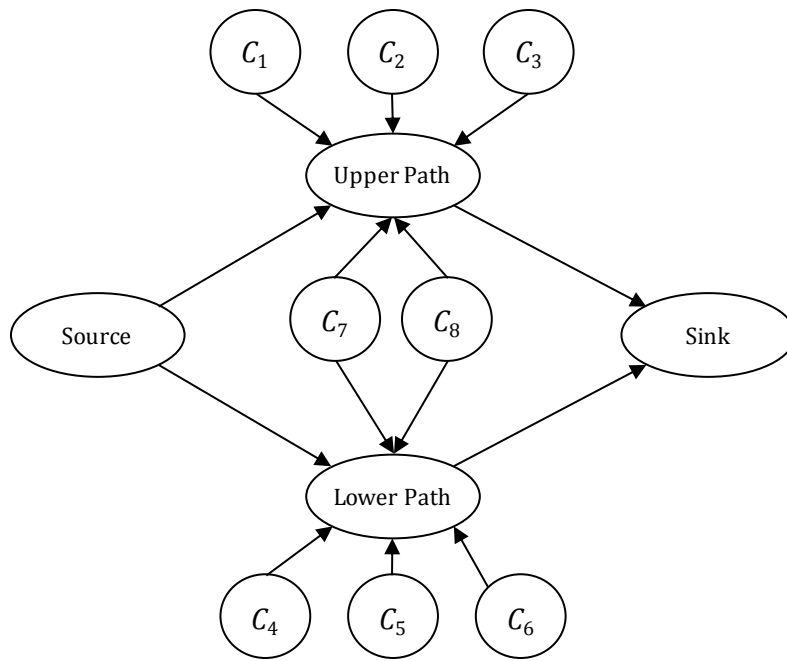 C₁ C₂ C₃
Upper Path
C₇ C₈
Source Sink
Lower Path
C₄ C₅ C₆